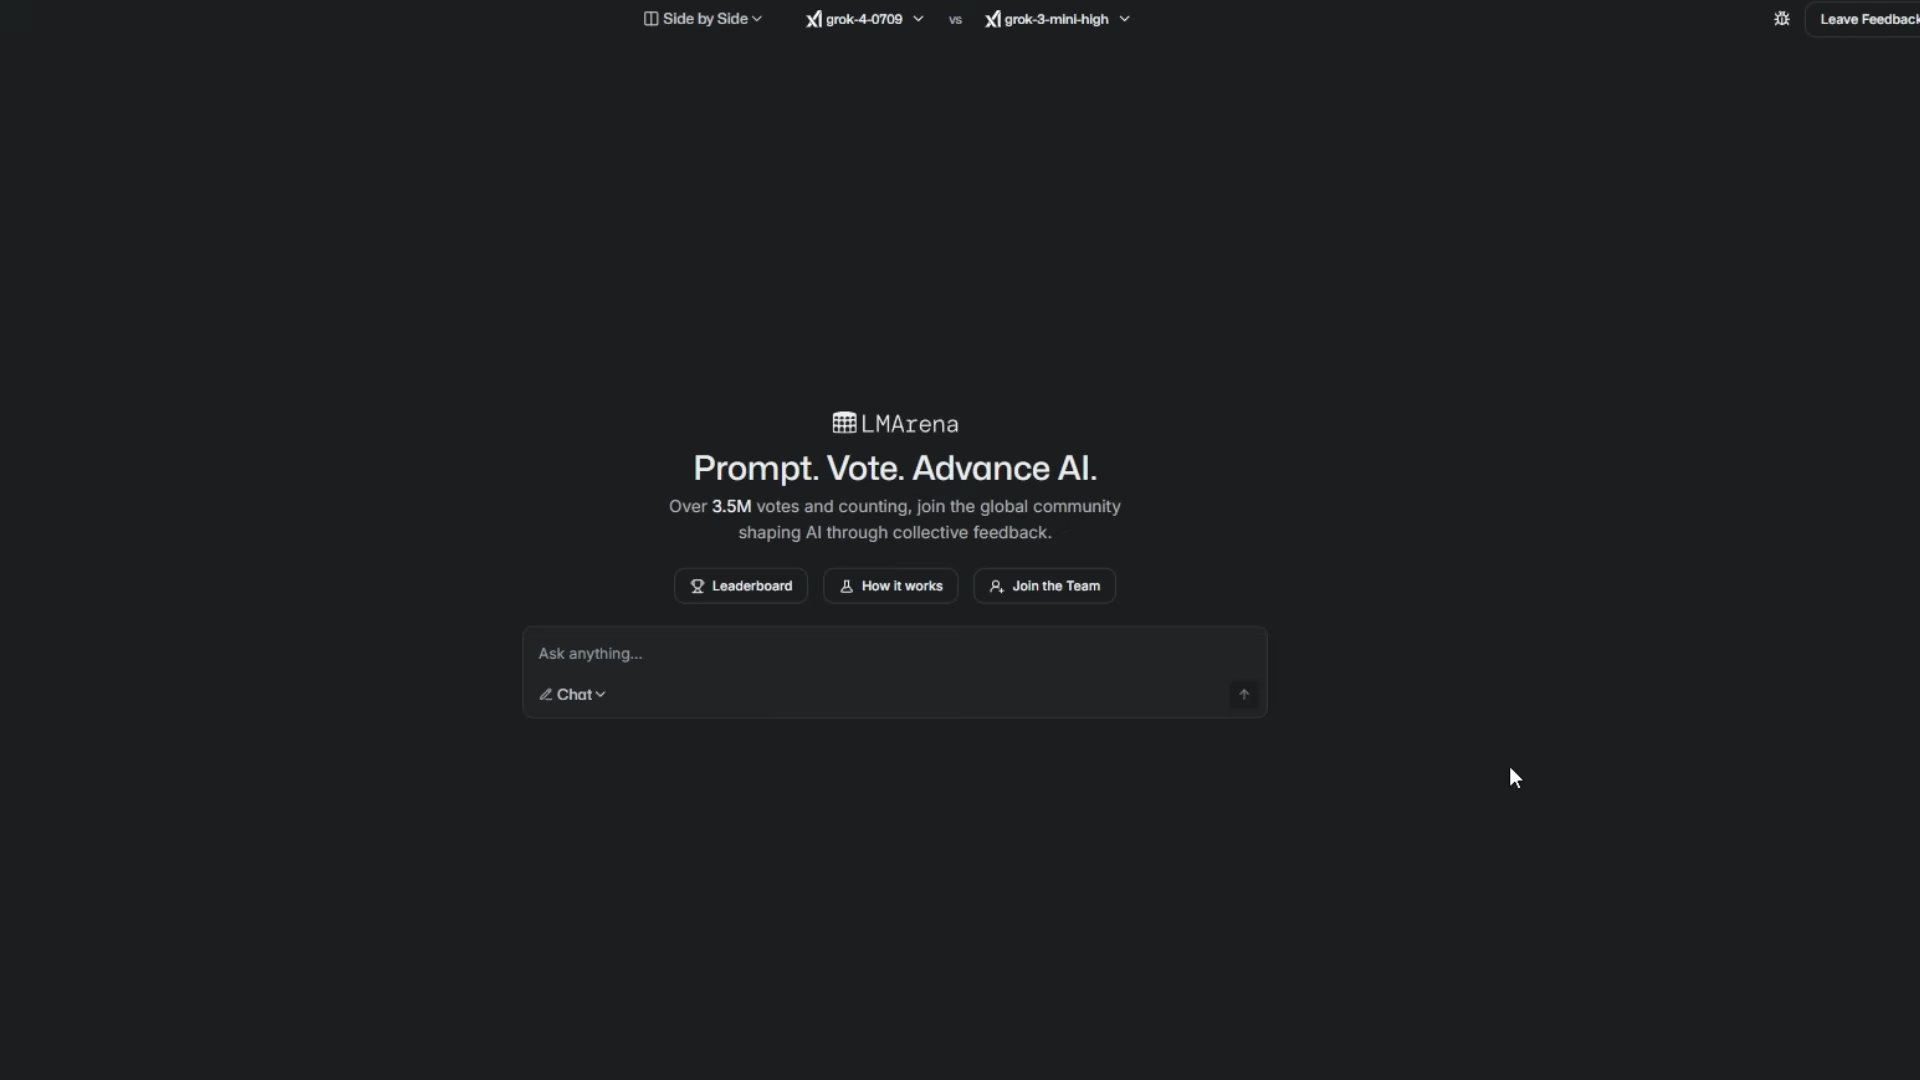 Side by Side
grok-4-0709
vs
grok-3-mini-high
Leave Feedback
LMArena
Prompt. Vote. Advance AI.
Over 3.5M votes and counting, join the global community
shaping AI through collective feedback.
Leaderboard
How it works
Join the Team
Ask anything...
Chat